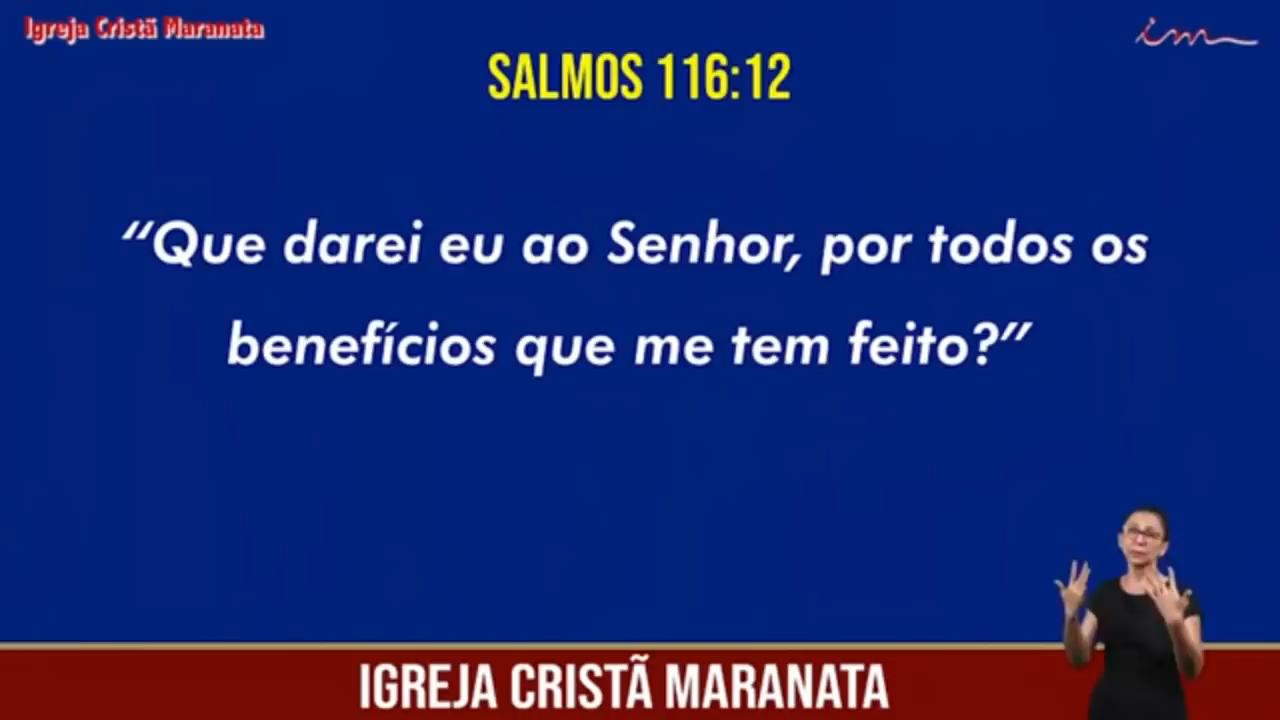 Igreja Cristã Maranata
im
SALMOS 116:12
“Que darei eu ao Senhor, por todos os
benefícios que me tem feito?”
IGREJA CRISTÃ MARANATA